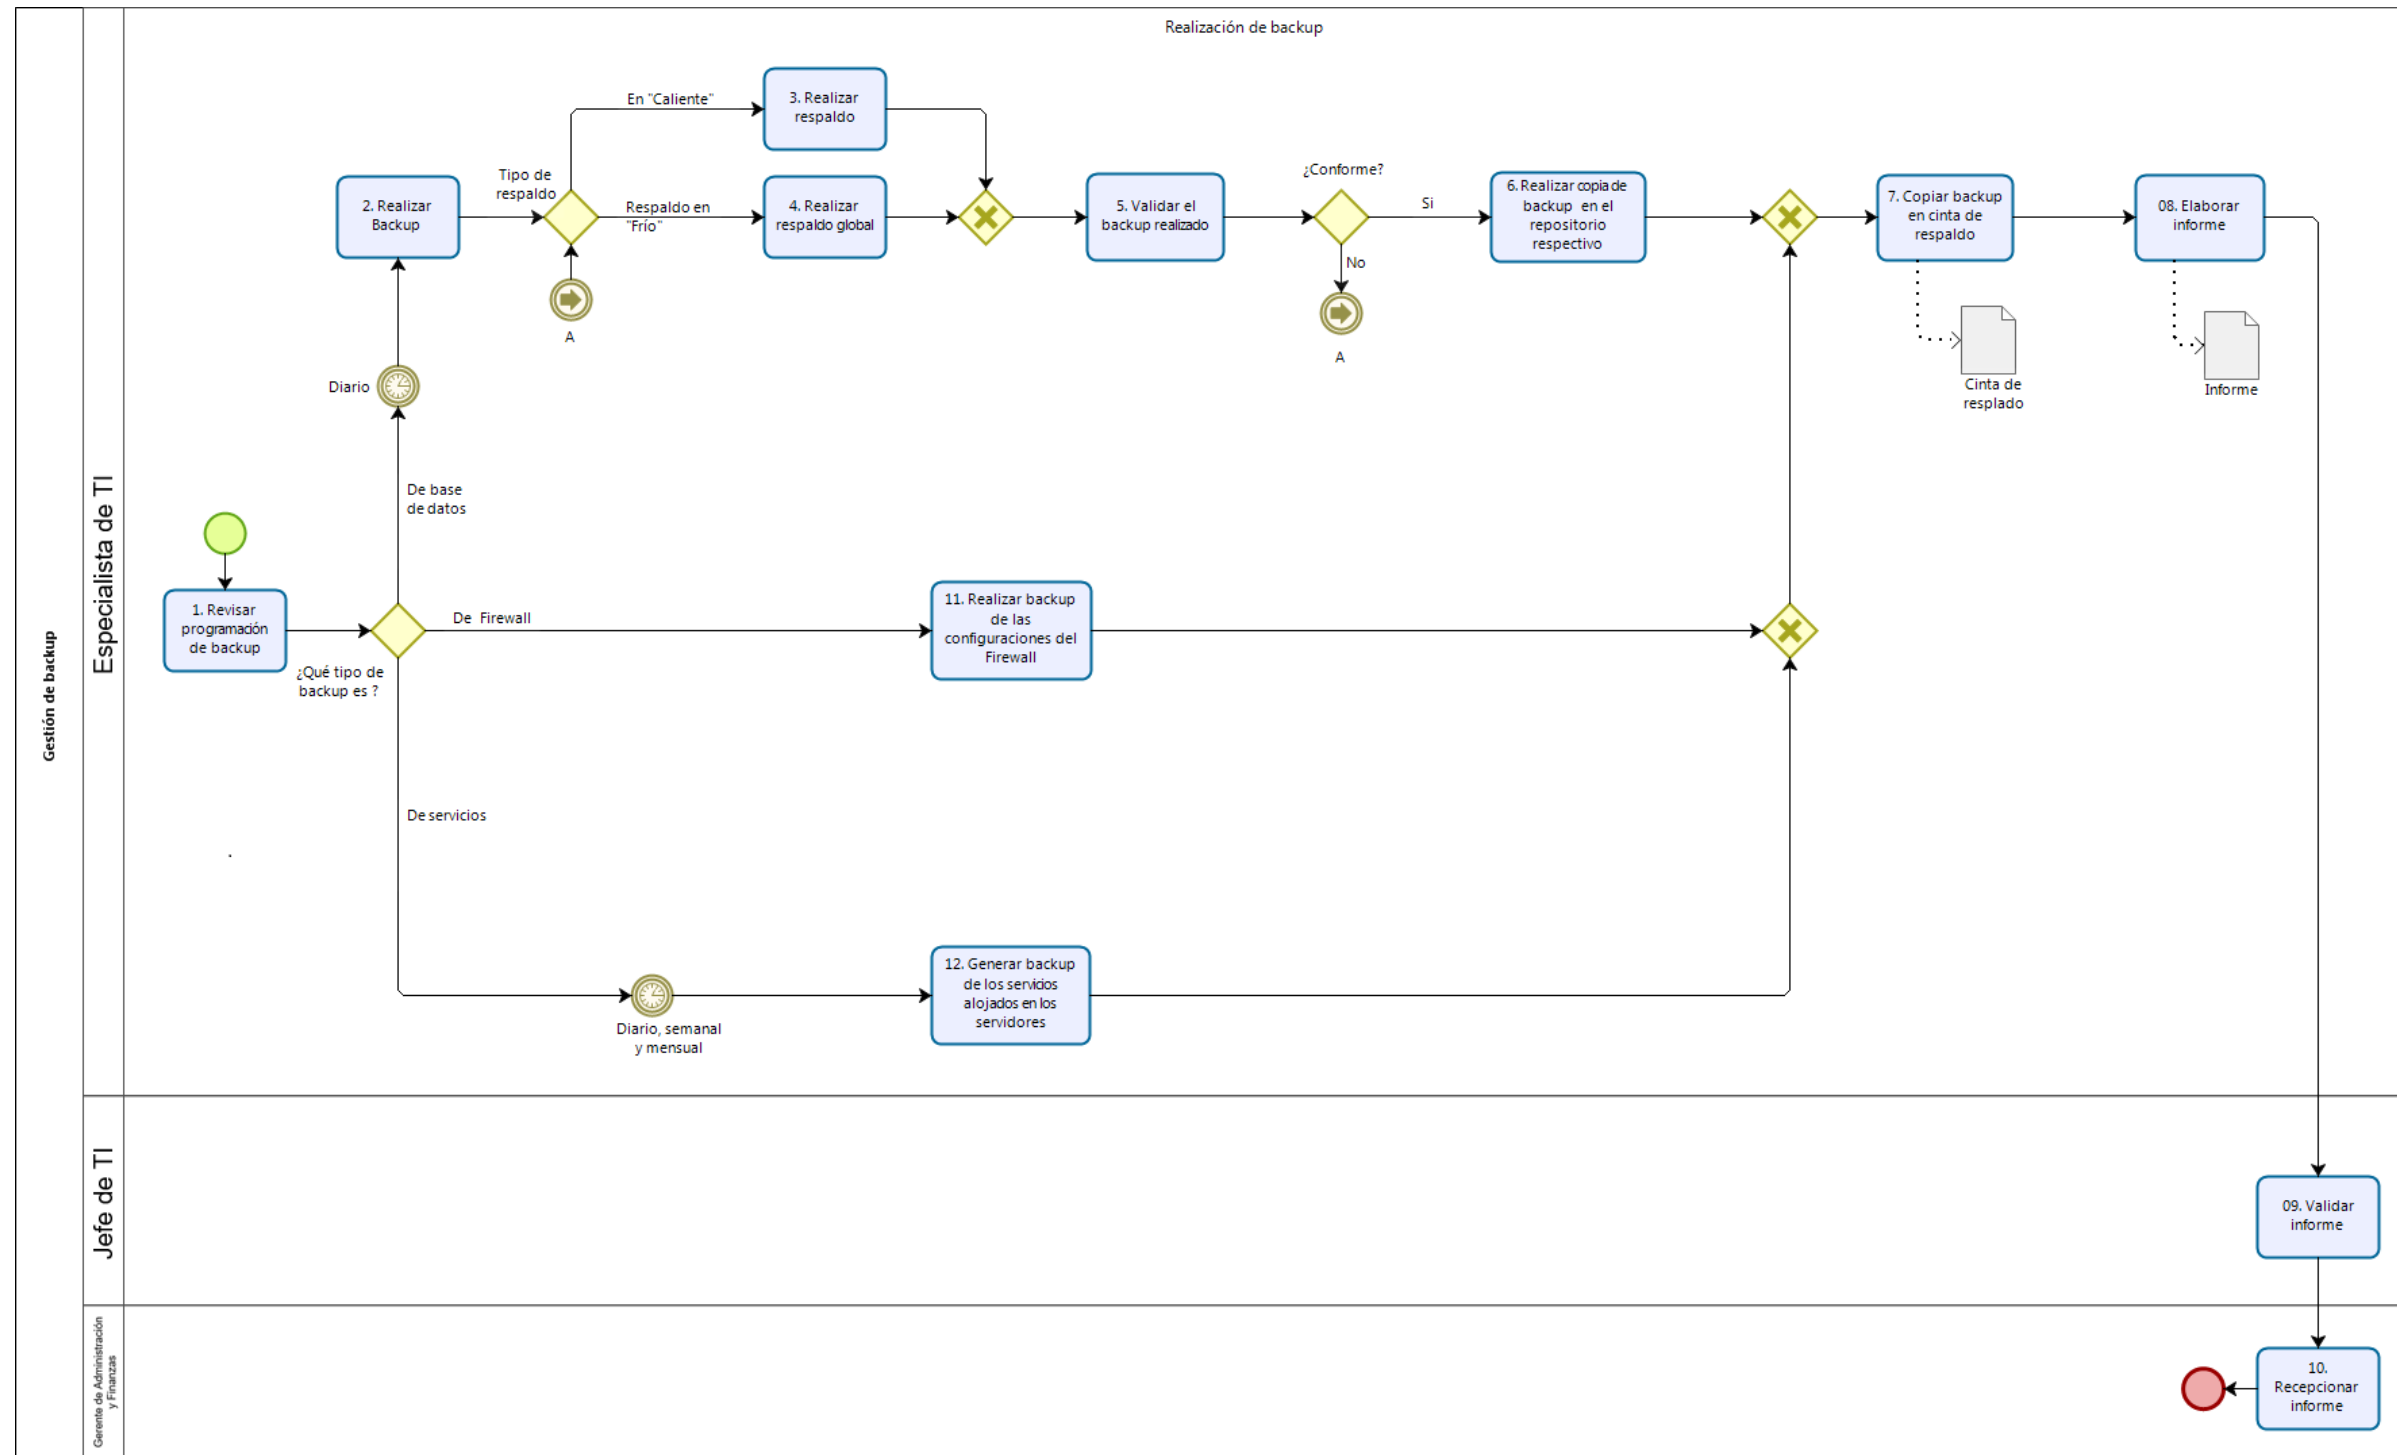 Realización de backup
Gestión de backup
Especialista de TI
Jefe de TI
Gerente de Administración
y Finanzas
En "Caliente"
3. Realizar
respaldo
Tipo de
respaldo
2. Realizar
Backup
Respaldo en
"Frío"
4. Realizar
respaldo global
5. Validar el
backup realizado
¿Conforme?
Si
No
6. Realizar copia de
backup en el
repositorio
respectivo
7. Copiar backup
en cinta de
respaldo
08. Elaborar
informe
A
A
Cinta de
resplado
Informe
Diario
De base
de datos
1. Revisar
programación
de backup
¿Qué tipo de
backup es ?
De Firewall
11. Realizar backup
de las
configuraciones del
Firewall
De servicios
.
Diario, semanal
y mensual
12. Generar backup
de los servicios
alojados en los
servidores
09. Validar
informe
10.
Recepcionar
informe